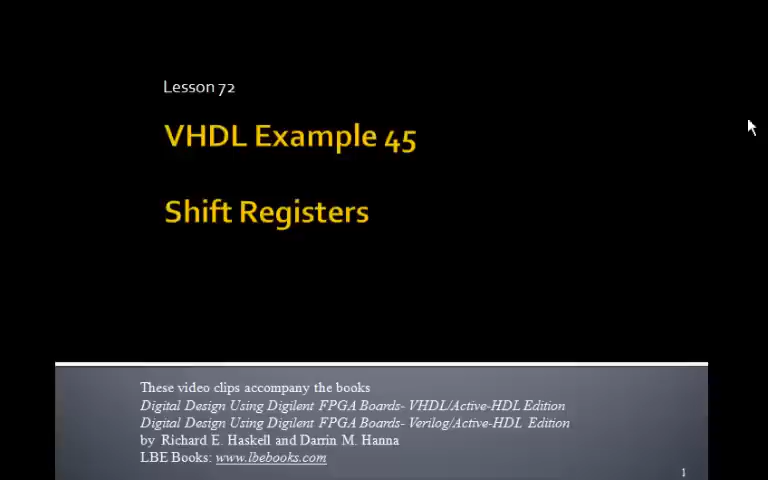 Lesson 72
VHDL Example 45
Shift Registers
These video clips accompany the books
Digital Design Using Digilent FPGA Boards- VHDL/Active-HDL Edition
Digital Design Using Digilent FPGA Boards- Verilog/Active-HDL Edition
by Richard E. Haskell and Darrin M. Hanna
LBE Books: www.lbebooks.com
1